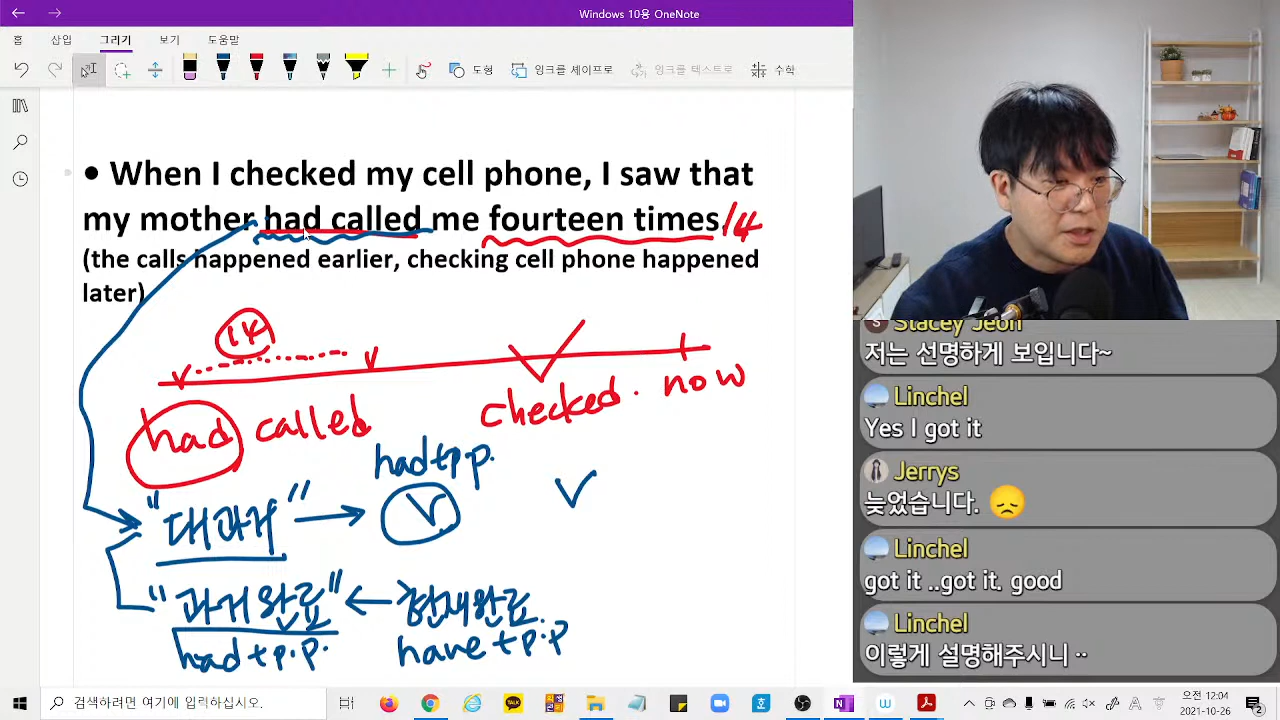 Windows 10용 OneNote
홈 삽입 그리기 보기 도움말
도형 잉크를 셰이프로 잉크를 텍스트로 수학
• When I checked my cell phone, I saw that
my mother had called me fourteen times. 14
(the calls happened earlier, checking cell phone happened
later)
14
had called checked. now
had+p.p.
"대과거" → v v
"과거완료" ← 현재완료.
had+p.p. have+p.p
Stacey Jeon
저는 선명하게 보입니다~
Linchel
Yes I got it
Jerrys
늦었습니다. 😞
Linchel
got it ..got it. good
Linchel
이렇게 설명해주시니 ··
검색하려면 여기에 입력하십시오. TALK N W 오전 10:04
2021-10-26 2